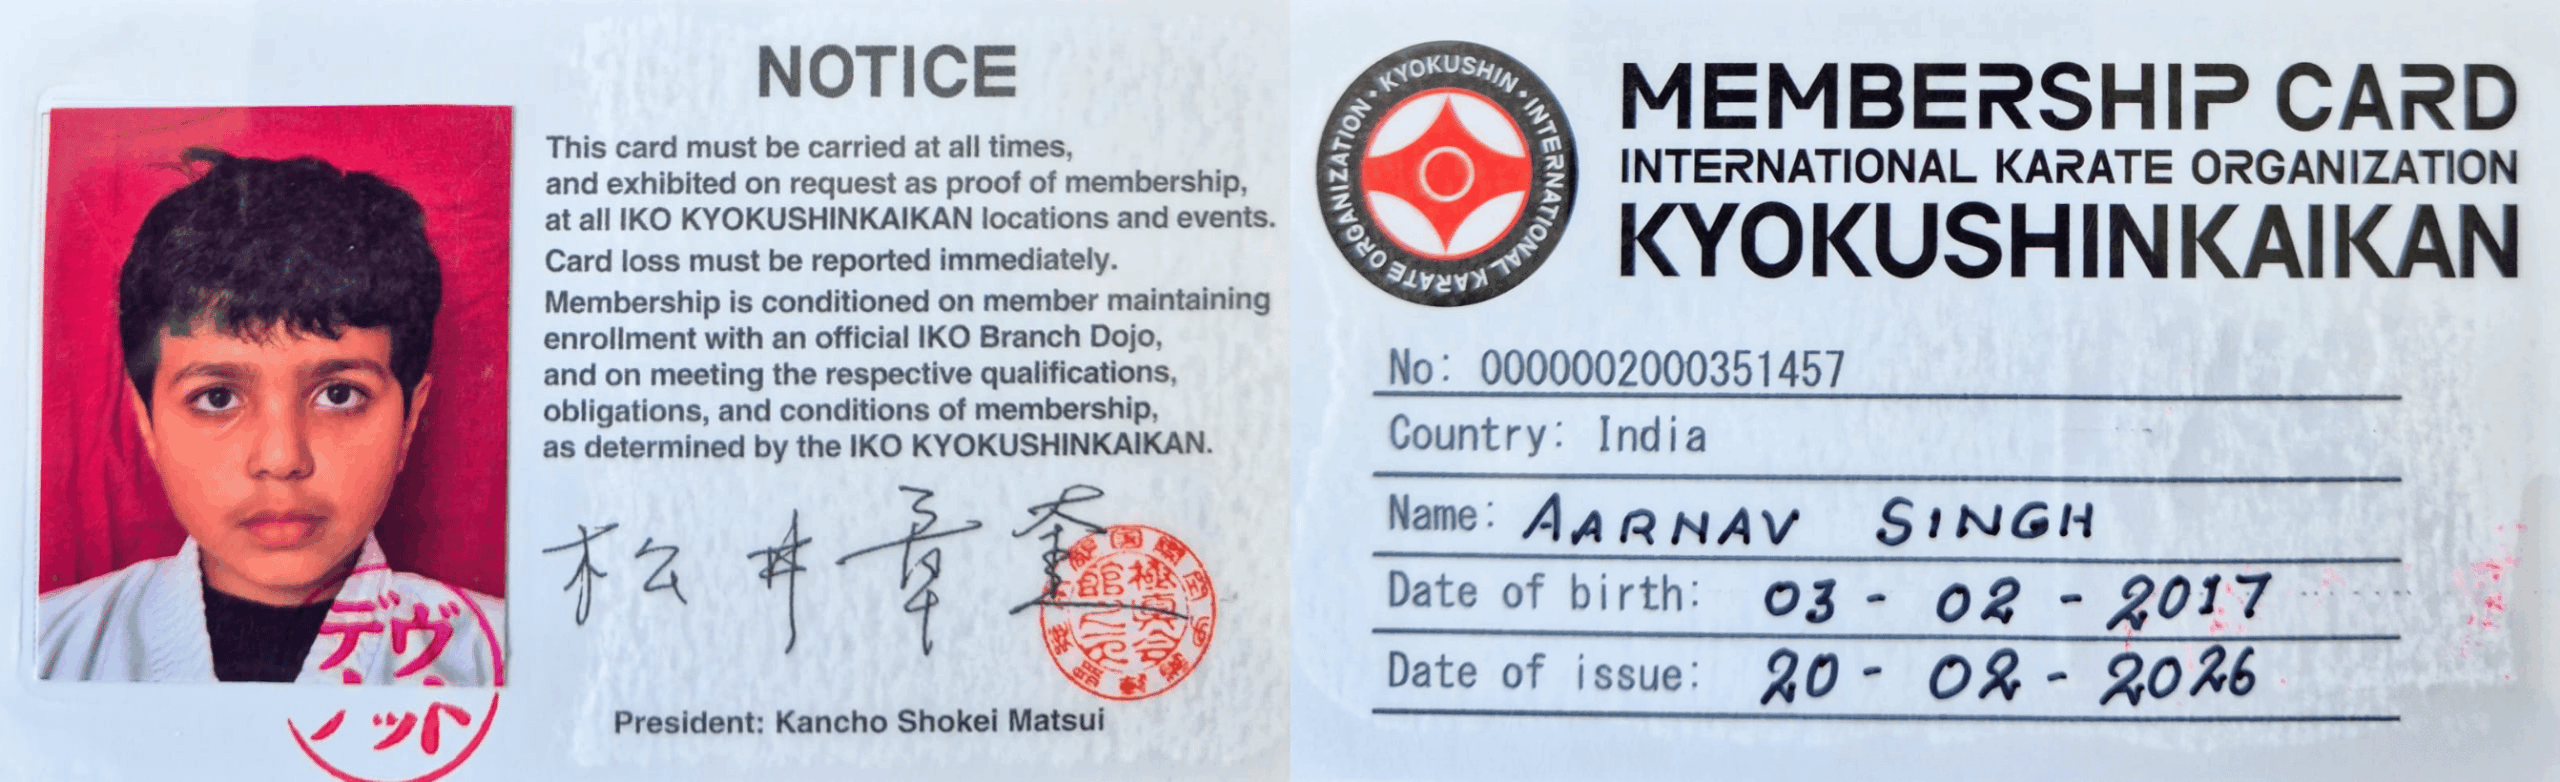 NOTICE
This card must be carried at all times,
and exhibited on request as proof of membership,
at all IKO KYOKUSHINKAIKAN locations and events.
Card loss must be reported immediately.
Membership is conditioned on member maintaining
enrollment with an official IKO Branch Dojo,
and on meeting the respective qualifications,
obligations, and conditions of membership,
as determined by the IKO KYOKUSHINKAIKAN.
松井章奎
President: Kancho Shokei Matsui
KYOKUSHIN • INTERNATIONAL KARATE ORGANIZATION •
MEMBERSHIP CARD
INTERNATIONAL KARATE ORGANIZATION
KYOKUSHINKAIKAN
No: 0000002000351457
Country: India
Name: AARNAV SINGH
Date of birth: 03 - 02 - 2017
Date of issue: 20 - 02 - 2026